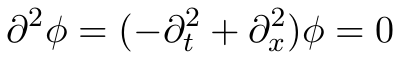 ∂²ϕ = (−∂ₜ² + ∂ₓ²)ϕ = 0